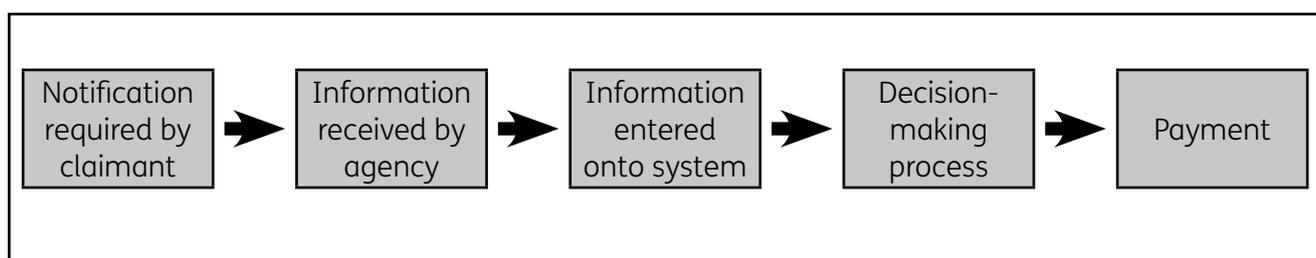 Notification
required by
claimant
Information
received by
agency
Information
entered
onto system
Decision-
making
process
Payment